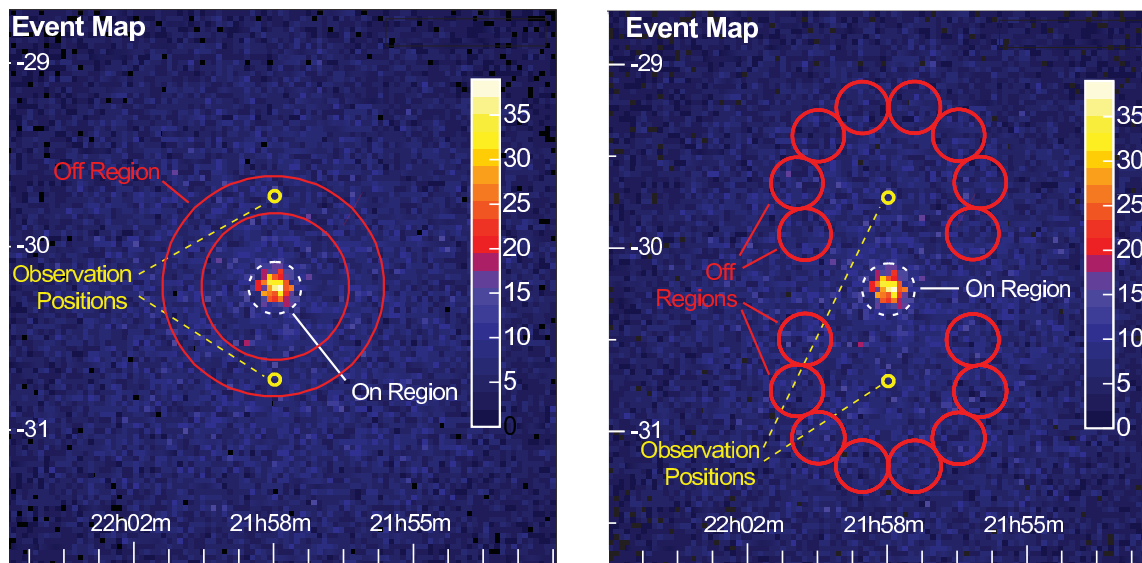 Event Map
-29
-30
-31
Off Region
Observation
Positions
On Region
35
30
25
20
15
10
5
0
22h02m
21h58m
21h55m
Event Map
-29
-30
-31
Off
Regions
On Region
Observation
Positions
35
30
25
20
15
10
5
0
22h02m
21h58m
21h55m